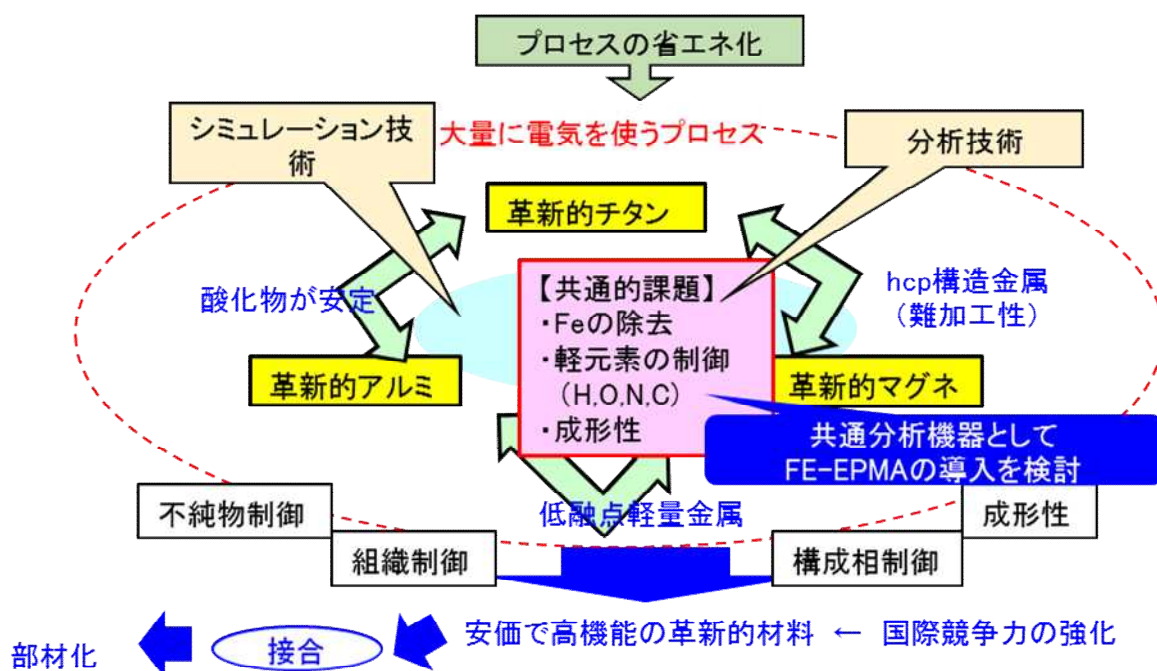 プロセスの省エネ化
シミュレーション技
術
大量に電気を使うプロセス
分析技術
革新的チタン
酸化物が安定
【共通的課題】
・Feの除去
・軽元素の制御
（H,O,N,C）
・成形性
hcp構造金属
（難加工性）
革新的アルミ
革新的マグネ
共通分析機器として
FE-EPMAの導入を検討
不純物制御
低融点軽量金属
成形性
組織制御
構成相制御
安価で高機能の革新的材料 ← 国際競争力の強化
接合
部材化